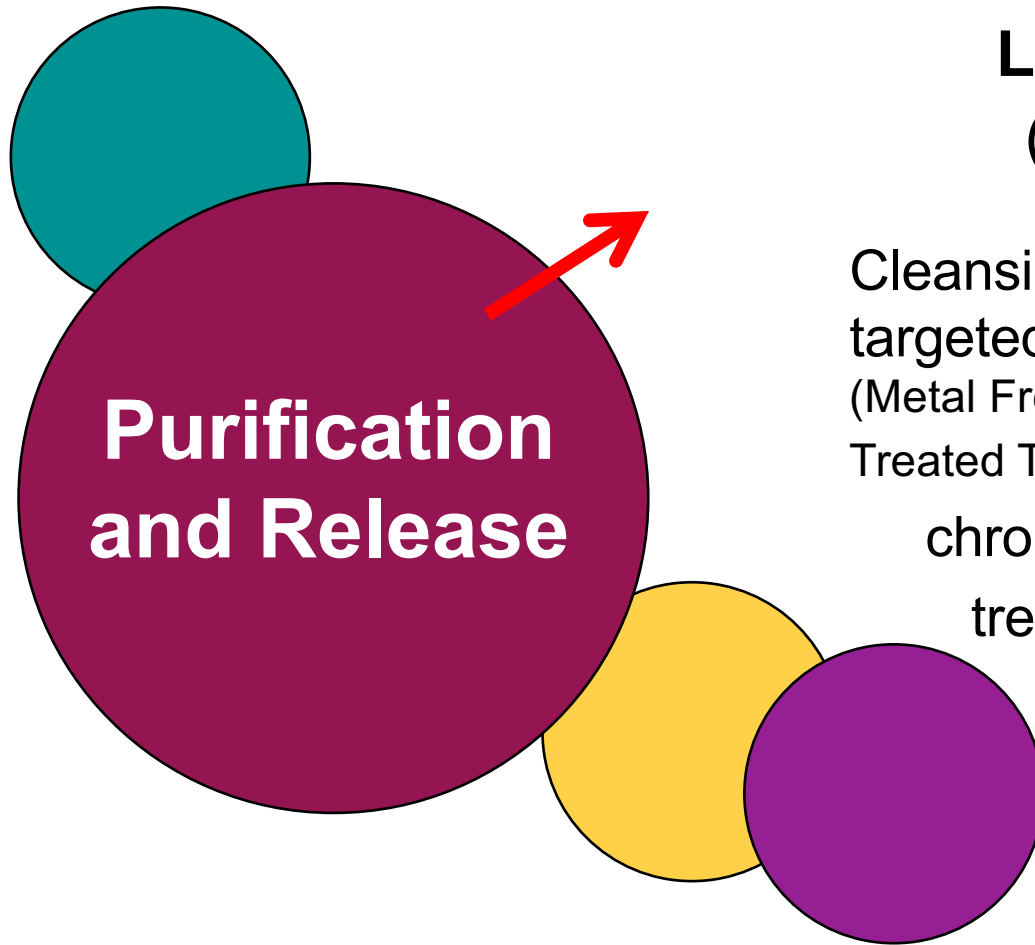 L
(
Purification
and Release
Cleansi
targeted
(Metal Fr
Treated T
chro
tre